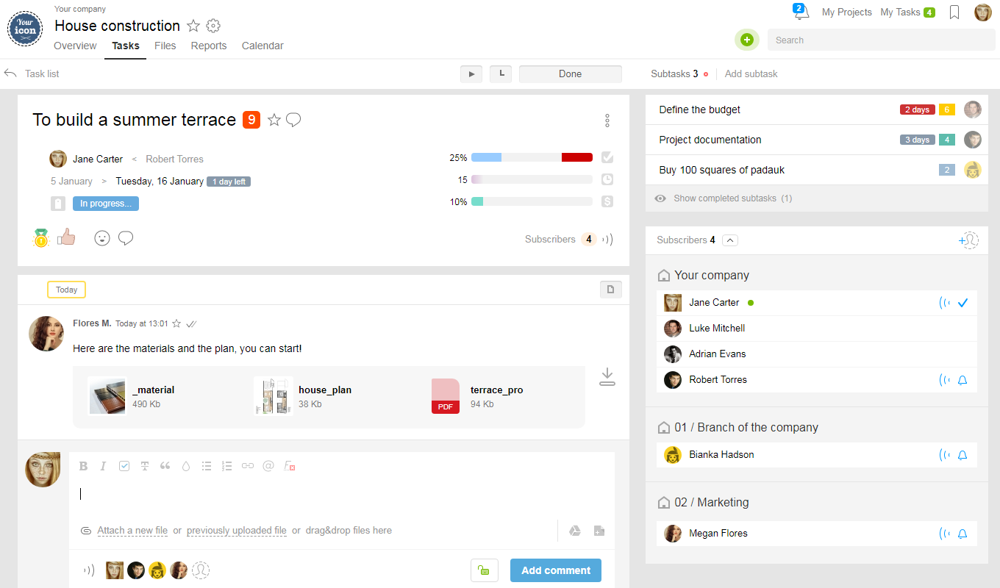 Your company
Your
icon
House construction
2
My Projects
My Tasks 4
Overview
Tasks
Files
Reports
Calendar
Search
Task list
Done
Subtasks 3
Add subtask
To build a summer terrace 9
Jane Carter < Robert Torres
5 January > Tuesday, 16 January 1 day left
In progress...
25%
15
10%
$
1
Subscribers 4
Define the budget 2 days 6
Project documentation 3 days 4
Buy 100 squares of padauk 2
Show completed subtasks (1)
Today
Flores M. Today at 13:01
Here are the materials and the plan, you can start!
_material
490 Kb
house_plan
38 Kb
PDF
terrace_pro
94 Kb
B I T @
Attach a new file or previously uploaded file or drag&drop files here
Add comment
Subscribers 4
Your company
Jane Carter
Luke Mitchell
Adrian Evans
Robert Torres
01 / Branch of the company
Bianka Hadson
02 / Marketing
Megan Flores